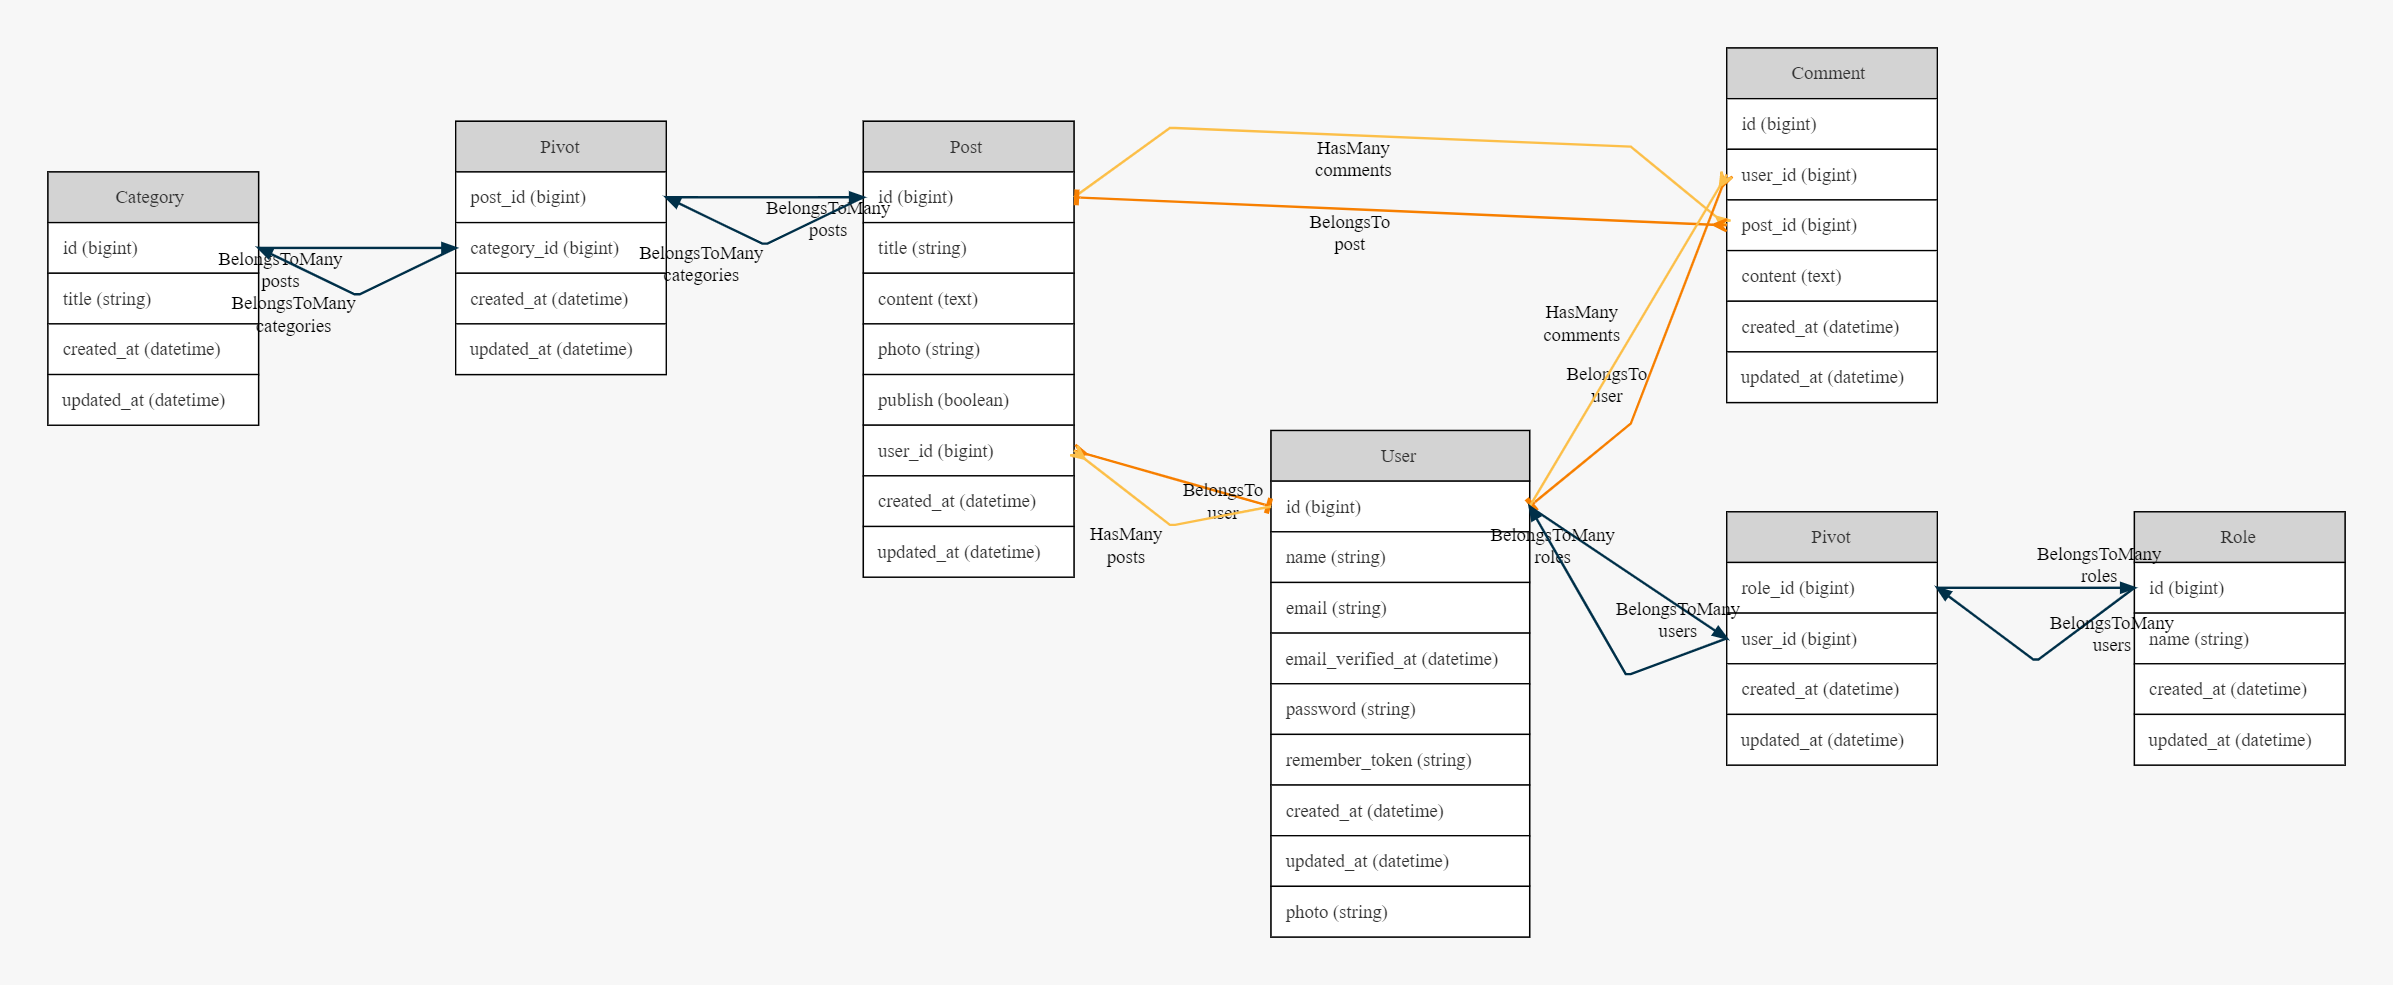 Category
id (bigint)
title (string)
created_at (datetime)
updated_at (datetime)
BelongsToMany
posts
BelongsToMany
categories
Pivot
post_id (bigint)
category_id (bigint)
created_at (datetime)
updated_at (datetime)
BelongsToMany
posts
BelongsToMany
categories
Post
id (bigint)
title (string)
content (text)
photo (string)
publish (boolean)
user_id (bigint)
created_at (datetime)
updated_at (datetime)
HasMany
comments
BelongsTo
post
BelongsTo
user
HasMany
posts
User
id (bigint)
name (string)
email (string)
email_verified_at (datetime)
password (string)
remember_token (string)
created_at (datetime)
updated_at (datetime)
photo (string)
HasMany
comments
BelongsTo
user
BelongsToMany
roles
BelongsToMany
users
Comment
id (bigint)
user_id (bigint)
post_id (bigint)
content (text)
created_at (datetime)
updated_at (datetime)
Pivot
role_id (bigint)
user_id (bigint)
created_at (datetime)
updated_at (datetime)
BelongsToMany
roles
BelongsToMany
users
Role
id (bigint)
name (string)
created_at (datetime)
updated_at (datetime)